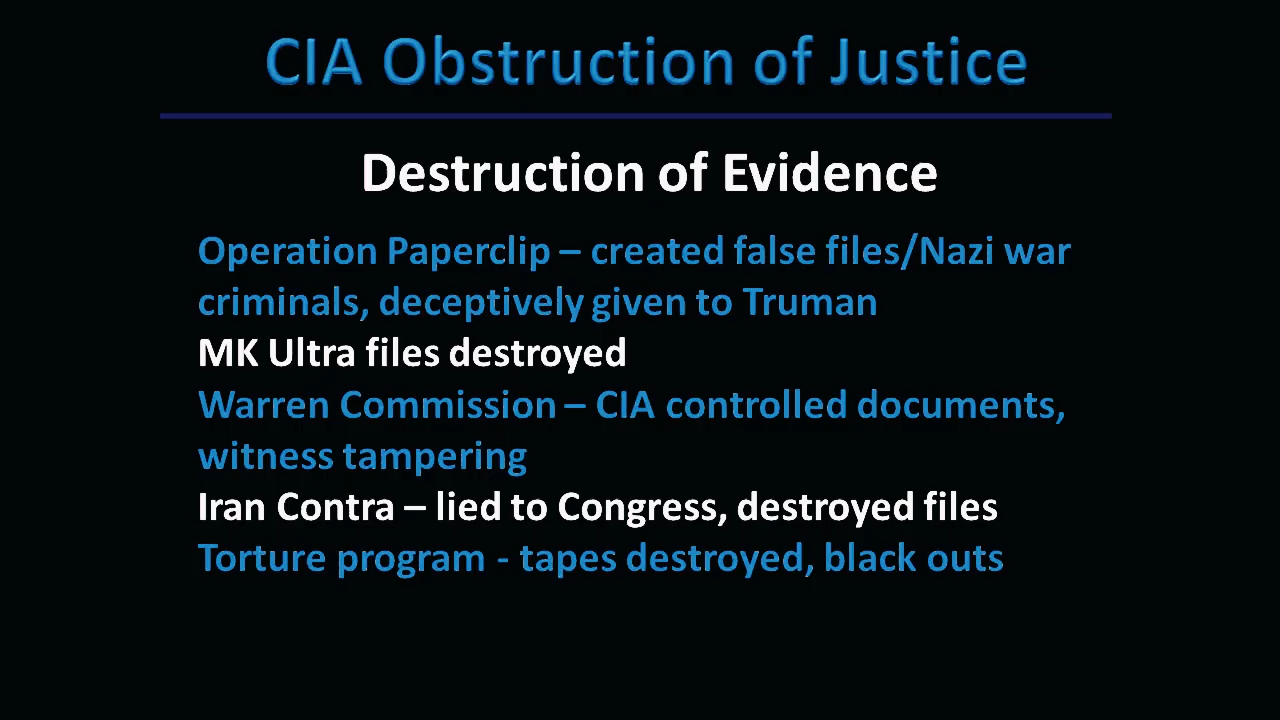 CIA Obstruction of Justice
Destruction of Evidence
Operation Paperclip – created false files/Nazi war
criminals, deceptively given to Truman
MK Ultra files destroyed
Warren Commission – CIA controlled documents,
witness tampering
Iran Contra – lied to Congress, destroyed files
Torture program - tapes destroyed, black outs